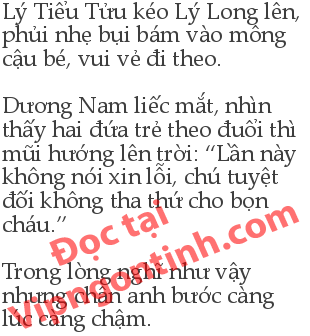 Lý Tiểu Tửu kéo Lý Long lên,
phủi nhẹ bụi bám vào mông
cậu bé, vui vẻ đi theo.
Dương Nam liếc mắt, nhìn
thấy hai đứa trẻ theo đuổi thì
mũi hướng lên trời: “Lần này
không nói xin lỗi, chú tuyệt
đối không tha thứ cho bọn
cháu.”
Đọc tại
Vipngontinh.com
Trong lòng nghĩ như vậy
nhưng chân anh bước càng
lúc càng chậm.